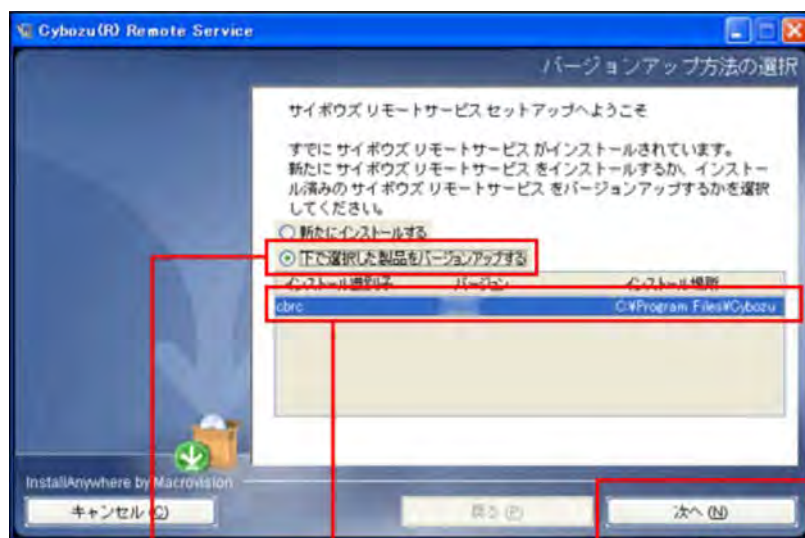 Cybozu(R) Remote Service
バージョンアップ方法の選択
サイボウズ リモートサービス セットアップへようこそ
すでに サイボウズ リモートサービス がインストールされています。
新たに サイボウズ リモートサービス をインストールするか、インストー
ル済みの サイボウズ リモートサービス をバージョンアップするかを選択
してください。
新たにインストールする
下で選択した製品をバージョンアップする
インストール識別子 バージョン インストール場所
cbrc C:¥Program Files¥Cybozu
InstallAnywhere by Macrovision
キャンセル (C) 戻る (P) 次へ (N)